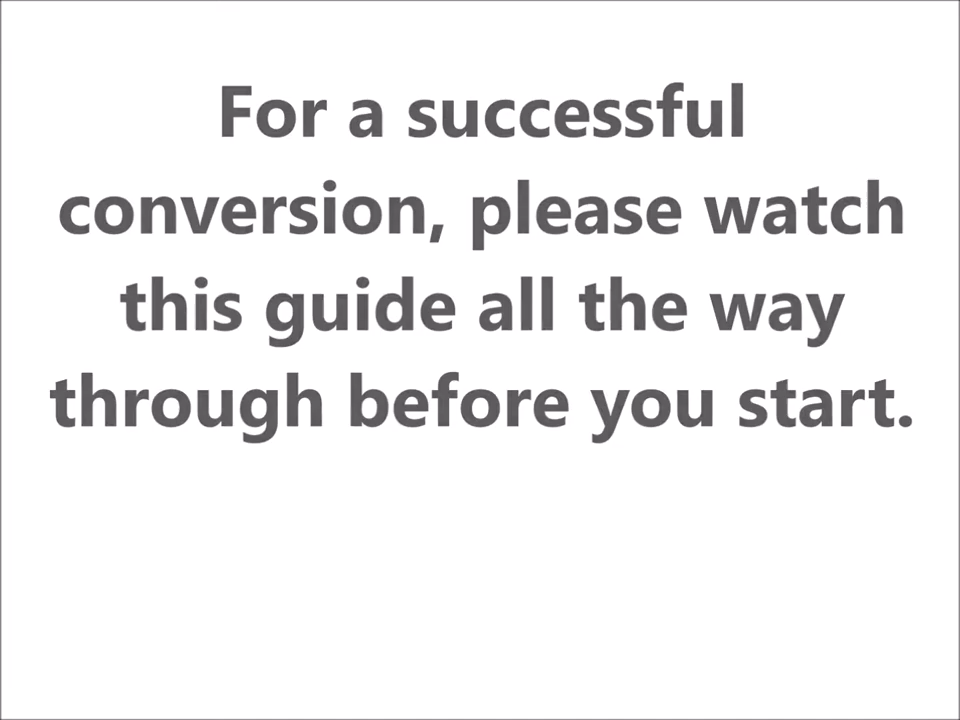 For a successful
conversion, please watch
this guide all the way
through before you start.